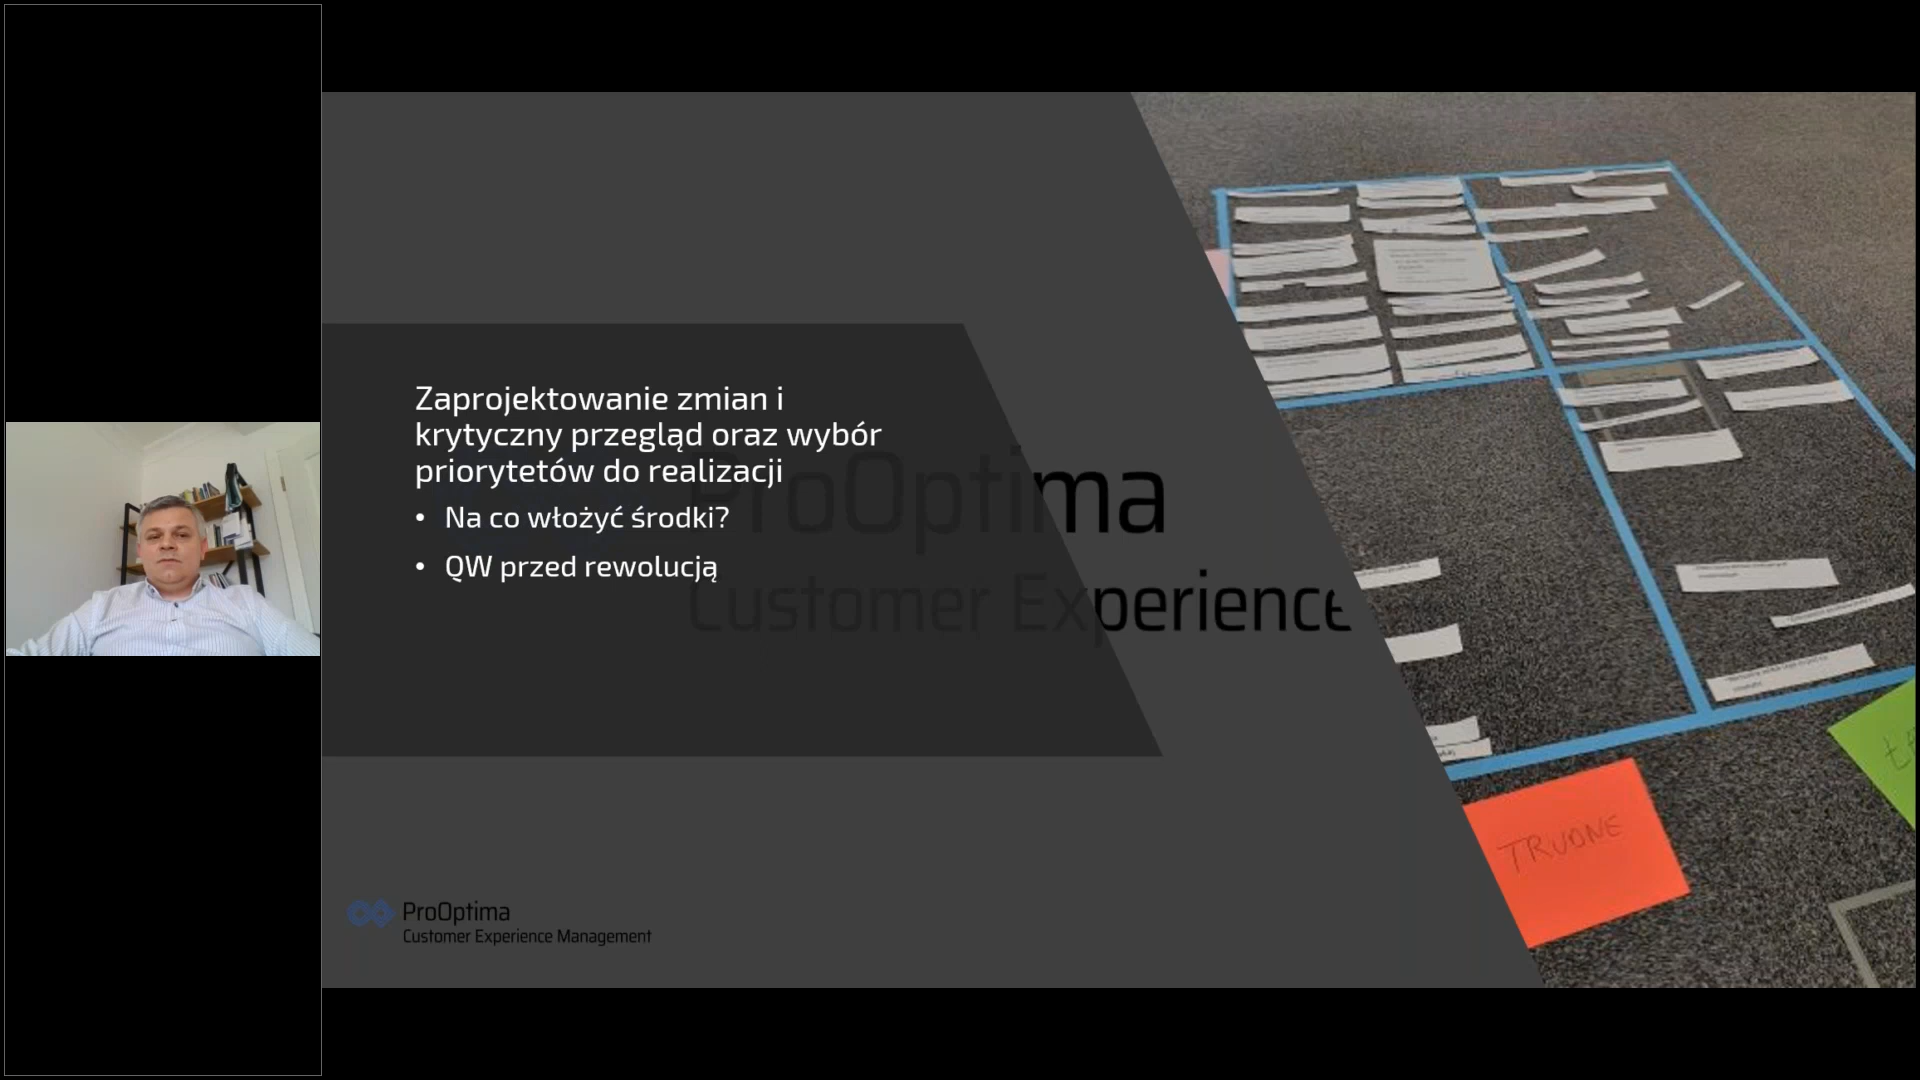 Zaprojektowanie zmian i
krytyczny przegląd oraz wybór
priorytetów do realizacji
• Na co włożyć środki?
• QW przed rewolucją
ProOptima
Customer Experience
TRUDNE
ProOptima
Customer Experience Management